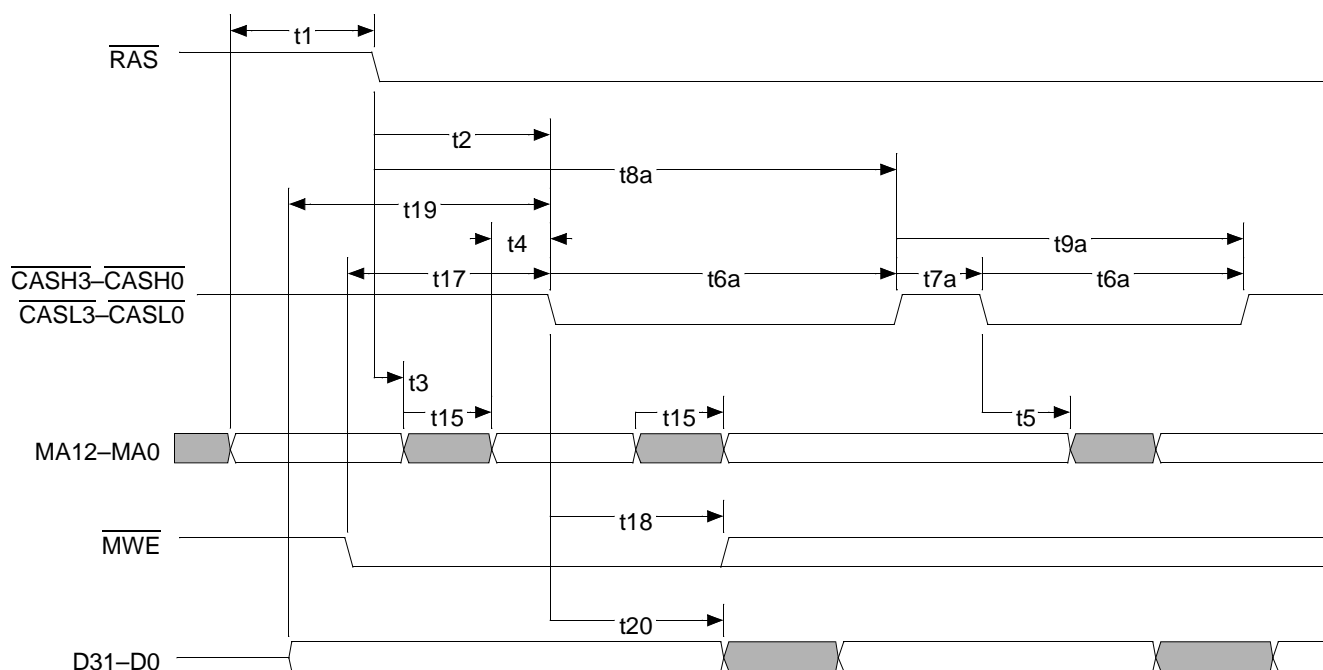 t1
RAS
t2
t8a
t19
t4
t9a
CASH3–CASH0
t17
t6a
t7a
t6a
CASL3–CASL0
t3
t15
t15
t5
MA12–MA0
t18
MWE
t20
D31–D0